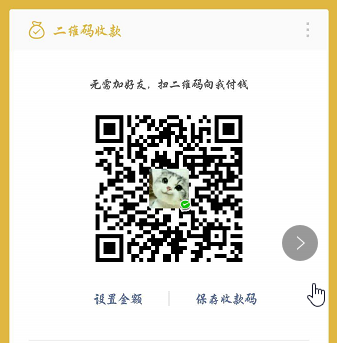 二维码收款
无需加好友，扫二维码向我付钱
设置金额
保存收款码